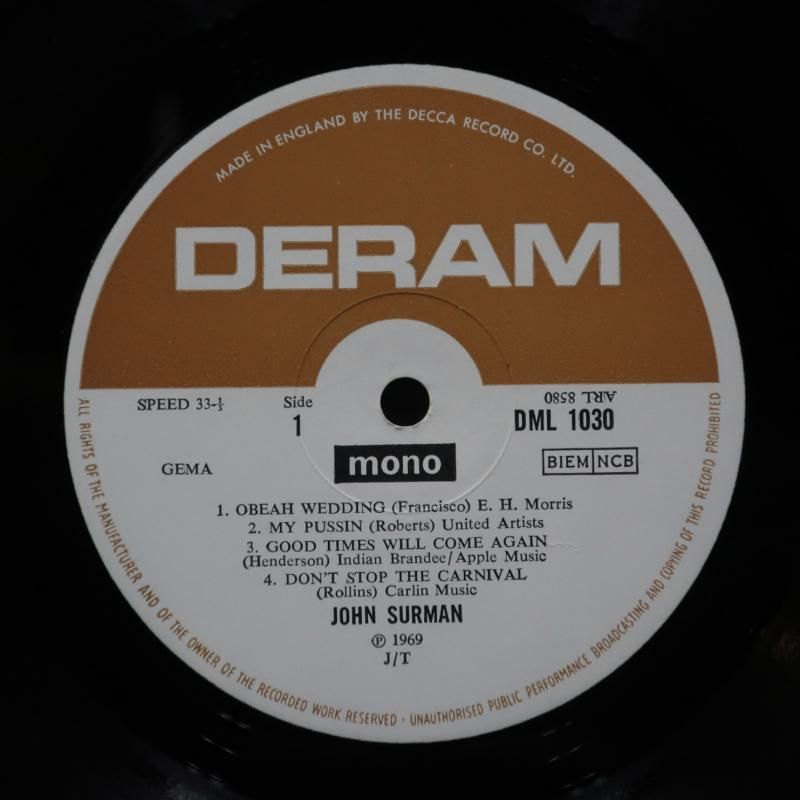 MADE IN ENGLAND BY THE DECCA RECORD CO. LTD.
DERAM
SPEED 33-⅓
Side
1
ARL 8580
DML 1030
mono
GEMA
BIEM NCB
1. OBEAH WEDDING (Francisco) E. H. Morris
2. MY PUSSIN (Roberts) United Artists
3. GOOD TIMES WILL COME AGAIN
(Henderson) Indian Brandee/Apple Music
4. DON'T STOP THE CARNIVAL
(Rollins) Carlin Music
JOHN SURMAN
℗ 1969
J/T
ALL RIGHTS OF THE MANUFACTURER AND OF THE OWNER OF THE RECORDED WORK RESERVED · UNAUTHORISED PUBLIC PERFORMANCE BROADCASTING AND COPYING OF THIS RECORD PROHIBITED